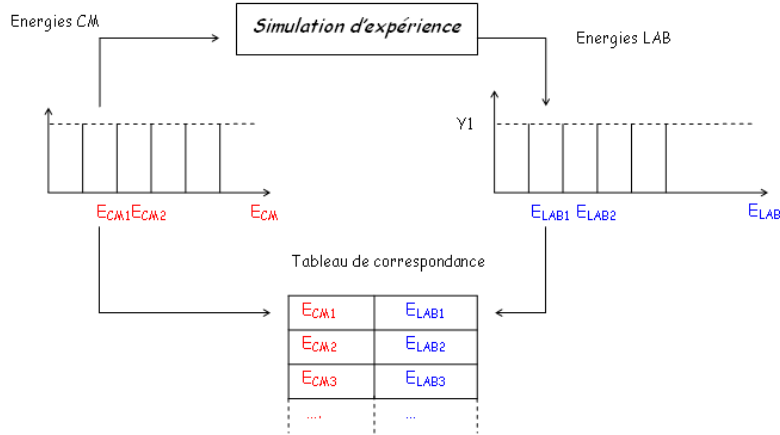 Energies CM
Simulation d'expérience
Energies LAB
Y1
ECM1 ECM2 ECM
ELAB1 ELAB2 ELAB
Tableau de correspondance
ECM1 ELAB1
ECM2 ELAB2
ECM3 ELAB3
.... ...